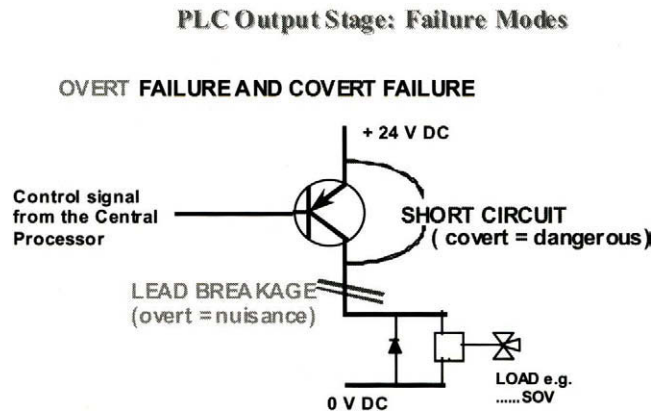 PLC Output Stage: Failure Modes
OVERT FAILURE AND COVERT FAILURE
+ 24 V DC
Control signal
from the Central
Processor
SHORT CIRCUIT
( covert = dangerous)
LEAD BREAKAGE
(overt = nuisance)
LOAD e.g.
......SOV
0 V DC